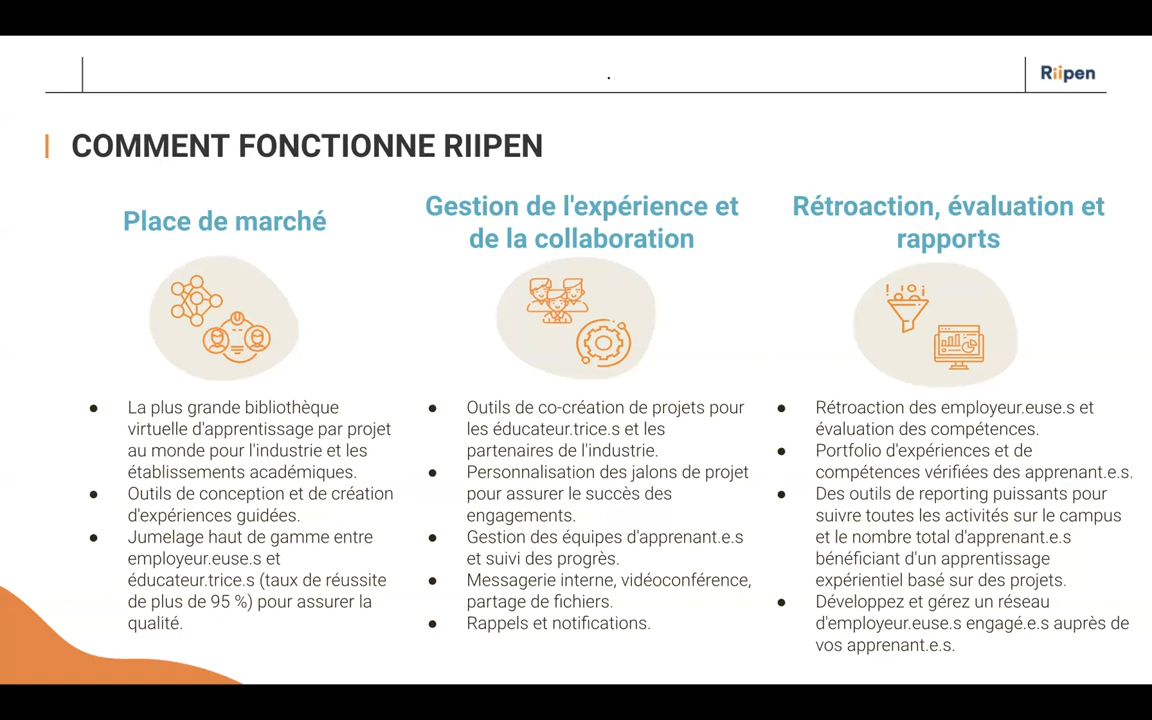 Riipen
COMMENT FONCTIONNE RIIPEN
Place de marché
● La plus grande bibliothèque
virtuelle d'apprentissage par projet
au monde pour l'industrie et les
établissements académiques.
● Outils de conception et de création
d'expériences guidées.
● Jumelage haut de gamme entre
employeur.euse.s et
éducateur.trice.s (taux de réussite
de plus de 95 %) pour assurer la
qualité.
Gestion de l'expérience et
de la collaboration
● Outils de co-création de projets pour
les éducateur.trice.s et les
partenaires de l'industrie.
● Personnalisation des jalons de projet
pour assurer le succès des
engagements.
● Gestion des équipes d'apprenant.e.s
et suivi des progrès.
● Messagerie interne, vidéoconférence,
partage de fichiers.
● Rappels et notifications.
Rétroaction, évaluation et
rapports
● Rétroaction des employeur.euse.s et
évaluation des compétences.
● Portfolio d'expériences et de
compétences vérifiées des apprenant.e.s.
● Des outils de reporting puissants pour
suivre toutes les activités sur le campus
et le nombre total d'apprenant.e.s
bénéficiant d'un apprentissage
expérientiel basé sur des projets.
● Développez et gérez un réseau
d'employeur.euse.s engagé.e.s auprès de
vos apprenant.e.s.